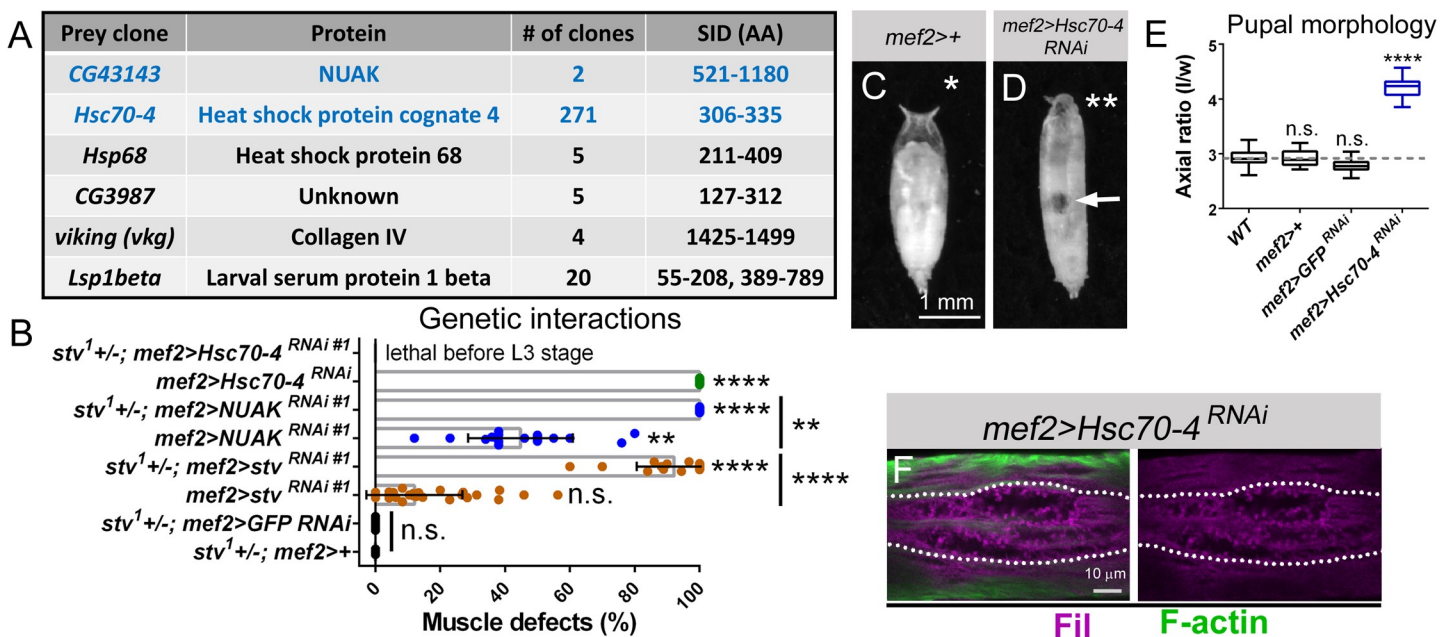 A
Prey clone Protein # of clones SID (AA)
CG43143 NUAK 2 521-1180
Hsc70-4 Heat shock protein cognate 4 271 306-335
Hsp68 Heat shock protein 68 5 211-409
CG3987 Unknown 5 127-312
viking (vkg) Collagen IV 4 1425-1499
Lsp1beta Larval serum protein 1 beta 20 55-208, 389-789
B
Genetic interactions
stv1+/-; mef2>Hsc70-4 RNAi #1 lethal before L3 stage
mef2>Hsc70-4 RNAi ****
stv1+/-; mef2>NUAK RNAi #1 ****
**
mef2>NUAK RNAi #1 **
stv1+/-; mef2>stv RNAi #1 ****
****
mef2>stv RNAi #1 n.s.
stv1+/-; mef2>GFP RNAi
n.s.
stv1+/-; mef2>+
0 20 40 60 80 100
Muscle defects (%)
mef2>+
C *
1 mm
mef2>Hsc70-4
RNAi
D **
E
Pupal morphology
Axial ratio (l/w)
5
4
3
2
n.s.
n.s.
****
WT
mef2>+
mef2>GFP RNAi
mef2>Hsc70-4 RNAi
mef2>Hsc70-4 RNAi
F
10 µm
Fil F-actin